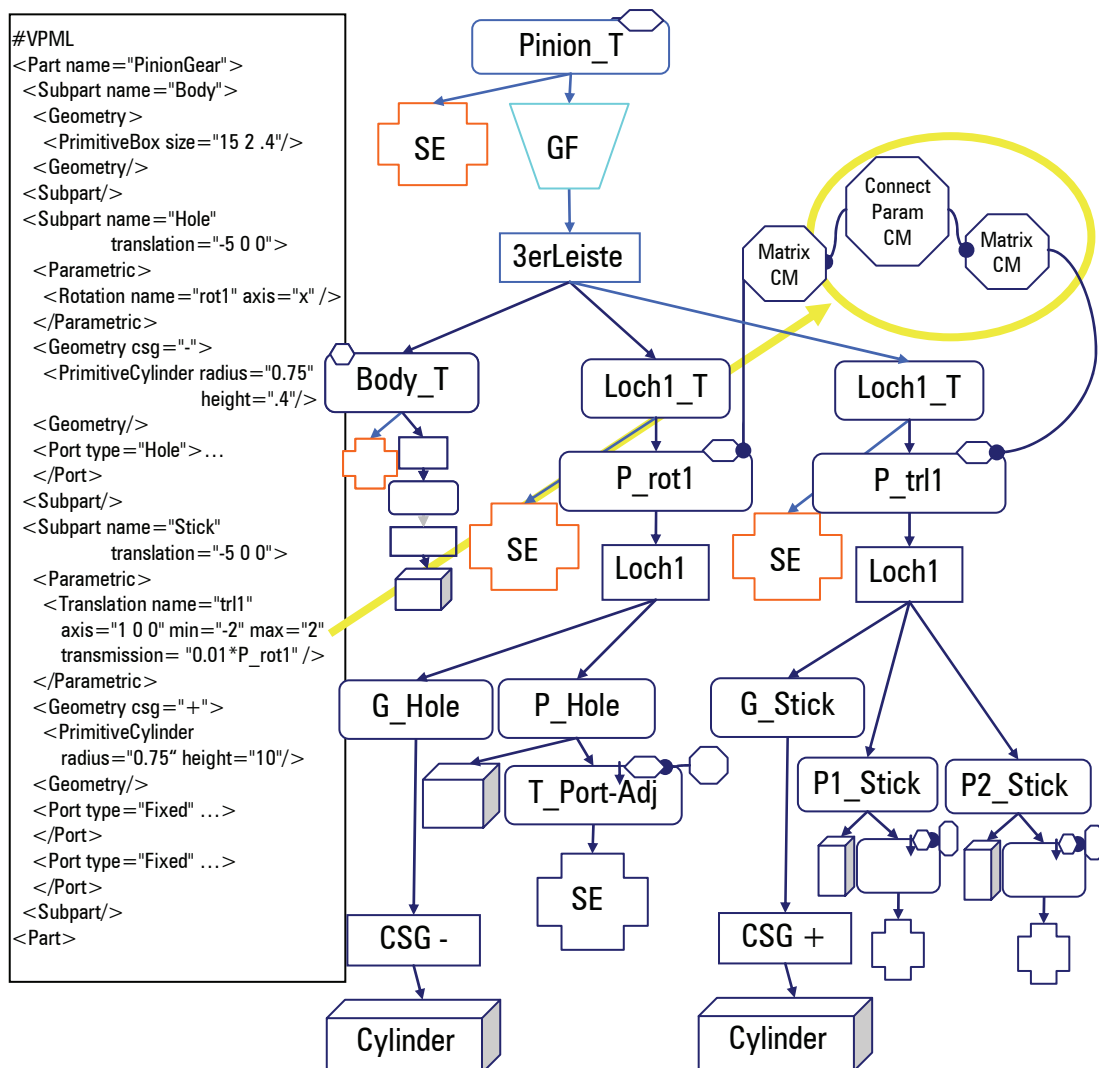 #VPML
<Part name="PinionGear">
<Subpart name="Body">
<Geometry>
<PrimitiveBox size="15 2 .4"/>
<Geometry/>
<Subpart/>
<Subpart name="Hole"
translation="-5 0 0">
<Parametric>
<Rotation name="rot1" axis="x" />
</Parametric>
<Geometry csg="-">
<PrimitiveCylinder radius="0.75"
height=".4"/>
<Geometry/>
<Port type="Hole">...
</Port>
<Subpart/>
<Subpart name="Stick"
translation="-5 0 0">
<Parametric>
<Translation name="trl1"
axis="1 0 0" min="-2" max="2"
transmission= "0.01*P_rot1" />
</Parametric>
<Geometry csg="+">
<PrimitiveCylinder
radius="0.75“ height="10"/>
<Geometry/>
<Port type="Fixed" ...>
</Port>
<Port type="Fixed" ...>
</Port>
<Subpart/>
<Part>
Pinion_T
SE
GF
3erLeiste
Matrix
CM
Connect
Param
CM
Matrix
CM
Body_T
Loch1_T
Loch1_T
P_rot1
P_trl1
SE
SE
Loch1
Loch1
G_Hole
P_Hole
G_Stick
T_Port-Adj
P1_Stick
P2_Stick
SE
CSG -
CSG +
Cylinder
Cylinder